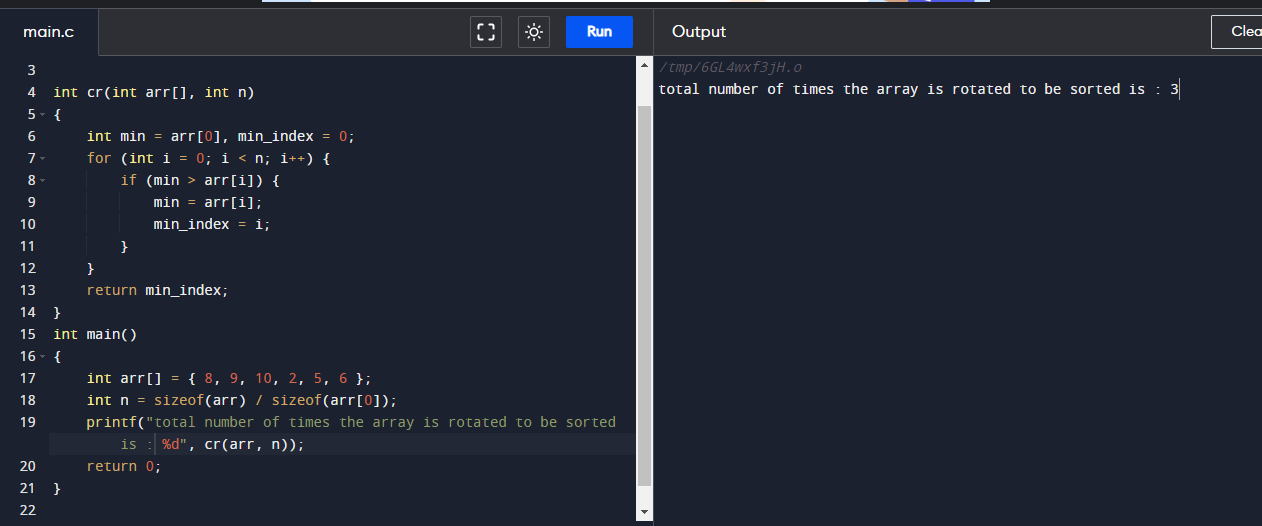 main.c
Run
Output
Clea
3
4 int cr(int arr[], int n)
5 {
6 int min = arr[0], min_index = 0;
7 for (int i = 0; i < n; i++) {
8 if (min > arr[i]) {
9 min = arr[i];
10 min_index = i;
11 }
12 }
13 return min_index;
14 }
15 int main()
16 {
17 int arr[] = { 8, 9, 10, 2, 5, 6 };
18 int n = sizeof(arr) / sizeof(arr[0]);
19 printf("total number of times the array is rotated to be sorted
is : %d", cr(arr, n));
20 return 0;
21 }
22
/tmp/6GL4wxf3jH.o
total number of times the array is rotated to be sorted is : 3